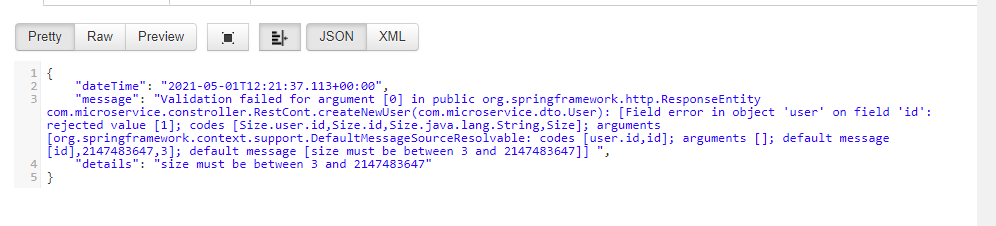 Pretty Raw Preview JSON XML
1 {
2 "dateTime": "2021-05-01T12:21:37.113+00:00",
3 "message": "Validation failed for argument [0] in public org.springframework.http.ResponseEntity
com.microservice.constroller.RestCont.createNewUser(com.microservice.dto.User): [Field error in object 'user' on field 'id':
rejected value [1]; codes [Size.user.id,Size.id,Size.java.lang.String,Size]; arguments
[org.springframework.context.support.DefaultMessageSourceResolvable: codes [user.id,id]; arguments []; default message
[id],2147483647,3]; default message [size must be between 3 and 2147483647]] ",
4 "details": "size must be between 3 and 2147483647"
5 }